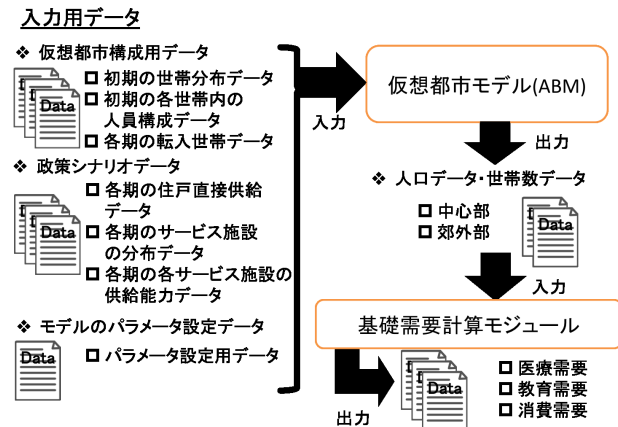 入力用データ
❖ 仮想都市構成用データ
Data
□ 初期の世帯分布データ
□ 初期の各世帯内の
人員構成データ
□ 各期の転入世帯データ
❖ 政策シナリオデータ
Data
□ 各期の住戸直接供給
データ
□ 各期のサービス施設
の分布データ
□ 各期の各サービス施設の
供給能力データ
❖ モデルのパラメータ設定データ
Data
□ パラメータ設定用データ
入力
仮想都市モデル(ABM)
出力
❖ 人口データ・世帯数データ
□ 中心部
□ 郊外部
Data
入力
基礎需要計算モジュール
出力
Data
□ 医療需要
□ 教育需要
□ 消費需要